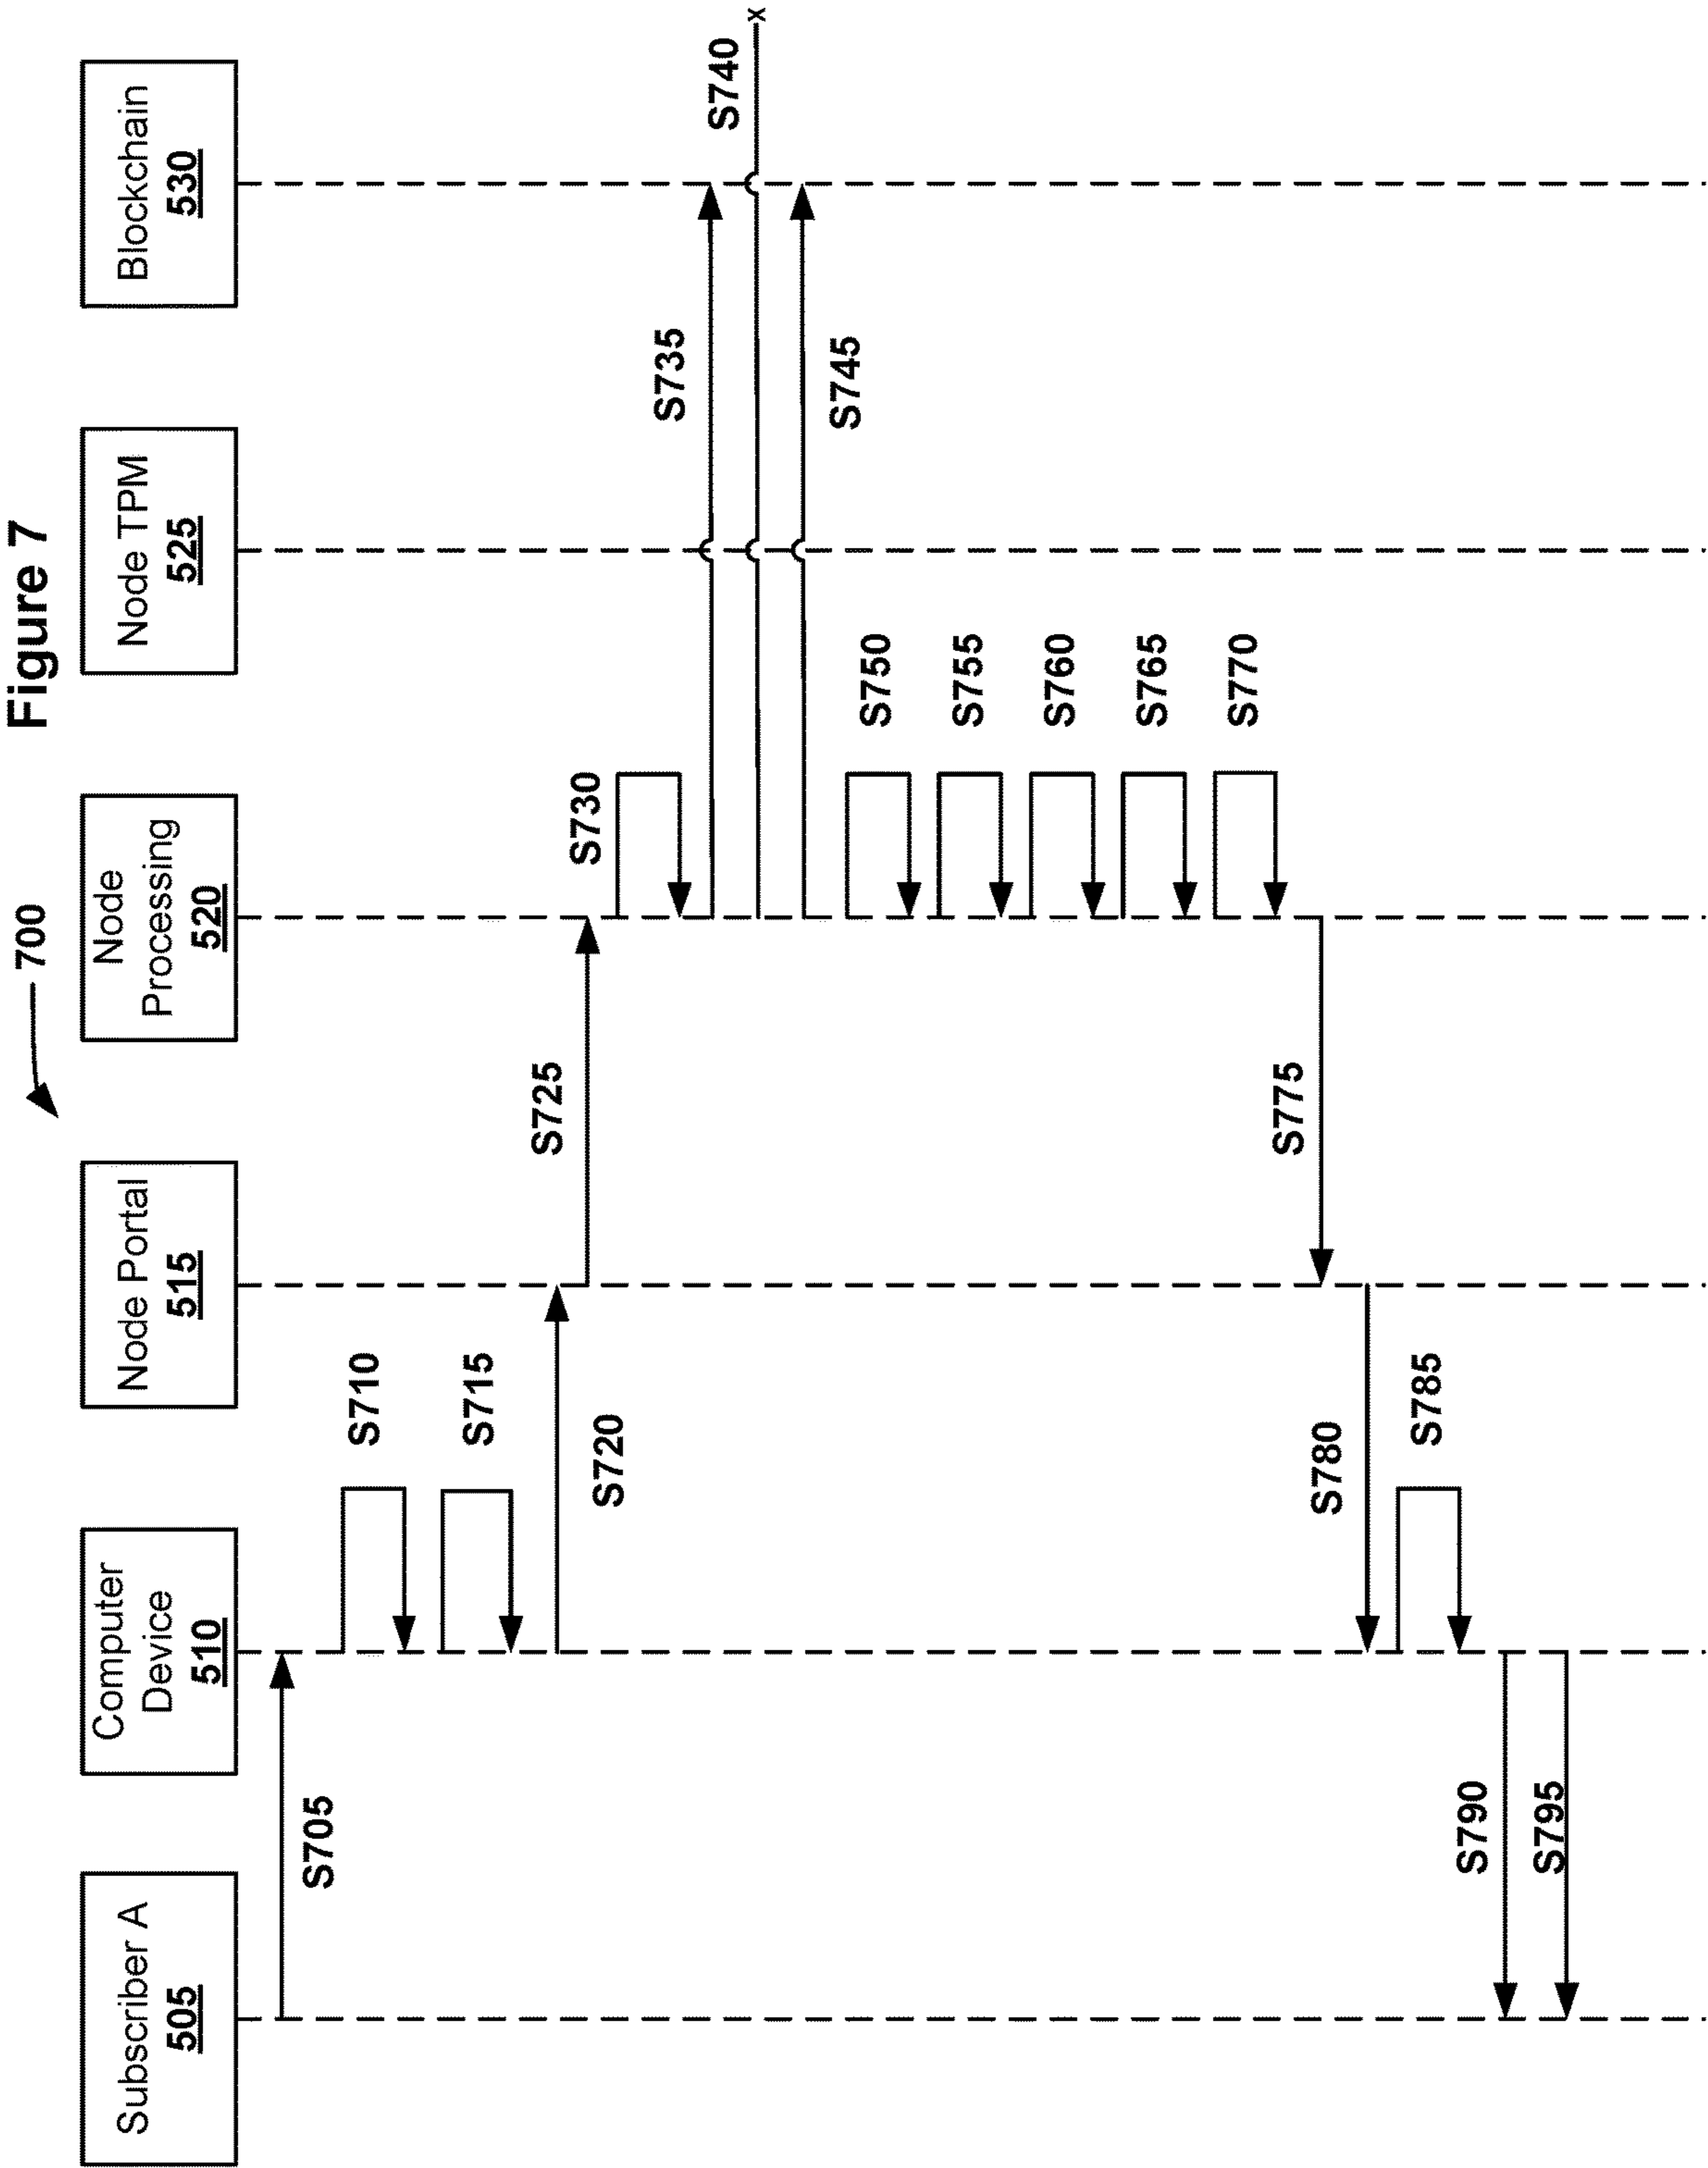 Figure 7
700
Subscriber A
505
Computer
Device
510
Node Portal
515
Node
Processing
520
Node TPM
525
Blockchain
530
S705
S710
S715
S720
S725
S730
S735
S740
x
S745
S750
S755
S760
S765
S770
S775
S780
S785
S790
S795